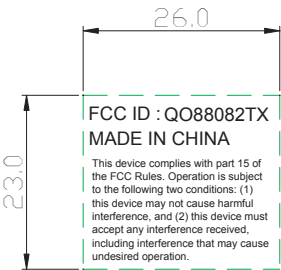 26.0
23.0
FCC ID : QO88082TX
MADE IN CHINA
This device complies with part 15 of
the FCC Rules. Operation is subject
to the following two conditions: (1)
this device may not cause harmful
interference, and (2) this device must
accept any interference received,
including interference that may cause
undesired operation.